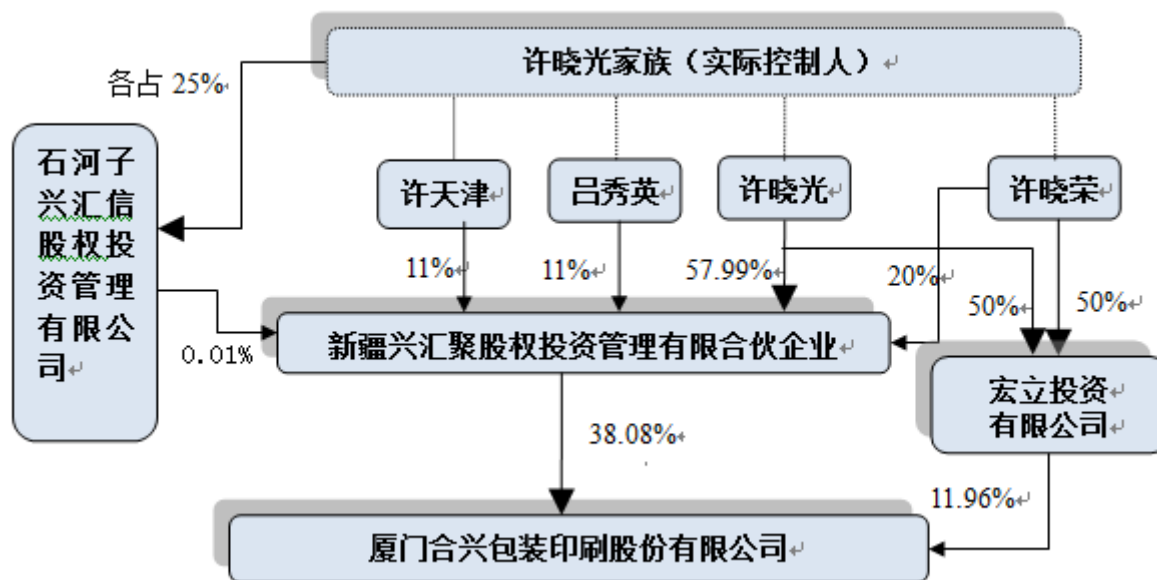 许晓光家族（实际控制人）
各占 25%
石河子
兴汇信
股权投
资管理
有限公
司
许天津
吕秀英
许晓光
许晓荣
11%
11%
57.99%
20%
50%
50%
0.01%
新疆兴汇聚股权投资管理有限合伙企业
宏立投资
有限公司
38.08%
11.96%
厦门合兴包装印刷股份有限公司